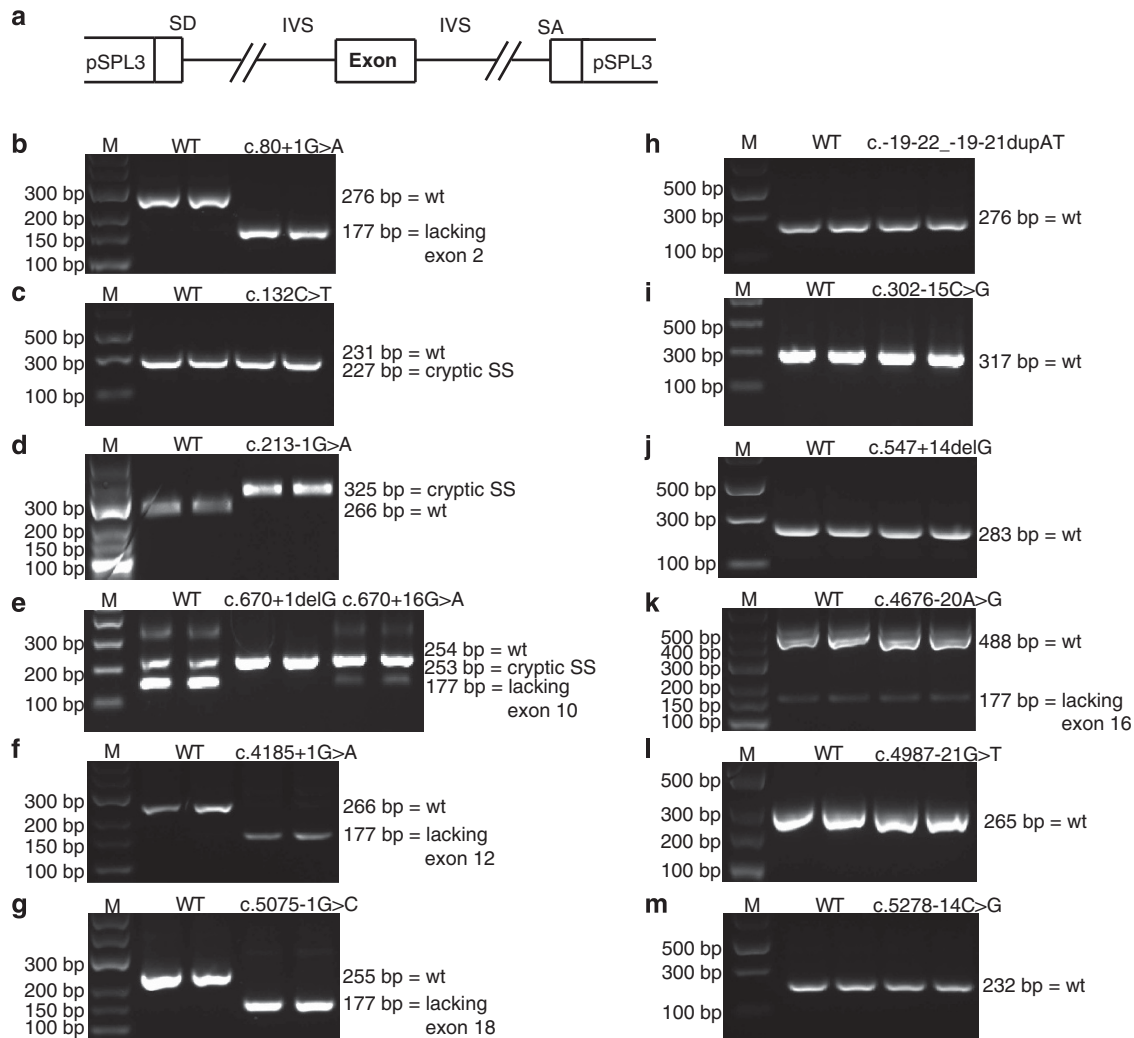 a
SD IVS IVS SA
pSPL3 Exon pSPL3
b
M WT c.80+1G>A
300 bp
200 bp
150 bp
100 bp
276 bp = wt
177 bp = lacking
exon 2
c
M WT c.132C>T
500 bp
300 bp
100 bp
231 bp = wt
227 bp = cryptic SS
d
M WT c.213-1G>A
300 bp
200 bp
150 bp
100 bp
325 bp = cryptic SS
266 bp = wt
e
M WT c.670+1delG c.670+16G>A
300 bp
200 bp
100 bp
254 bp = wt
253 bp = cryptic SS
177 bp = lacking
exon 10
f
M WT c.4185+1G>A
300 bp
200 bp
150 bp
100 bp
266 bp = wt
177 bp = lacking
exon 12
g
M WT c.5075-1G>C
300 bp
200 bp
150 bp
100 bp
255 bp = wt
177 bp = lacking
exon 18
h
M WT c.-19-22_-19-21dupAT
500 bp
300 bp
100 bp
276 bp = wt
i
M WT c.302-15C>G
500 bp
300 bp
100 bp
317 bp = wt
j
M WT c.547+14delG
500 bp
300 bp
100 bp
283 bp = wt
k
M WT c.4676-20A>G
500 bp
400 bp
300 bp
200 bp
150 bp
100 bp
488 bp = wt
177 bp = lacking
exon 16
l
M WT c.4987-21G>T
500 bp
300 bp
200 bp
100 bp
265 bp = wt
m
M WT c.5278-14C>G
500 bp
300 bp
100 bp
232 bp = wt